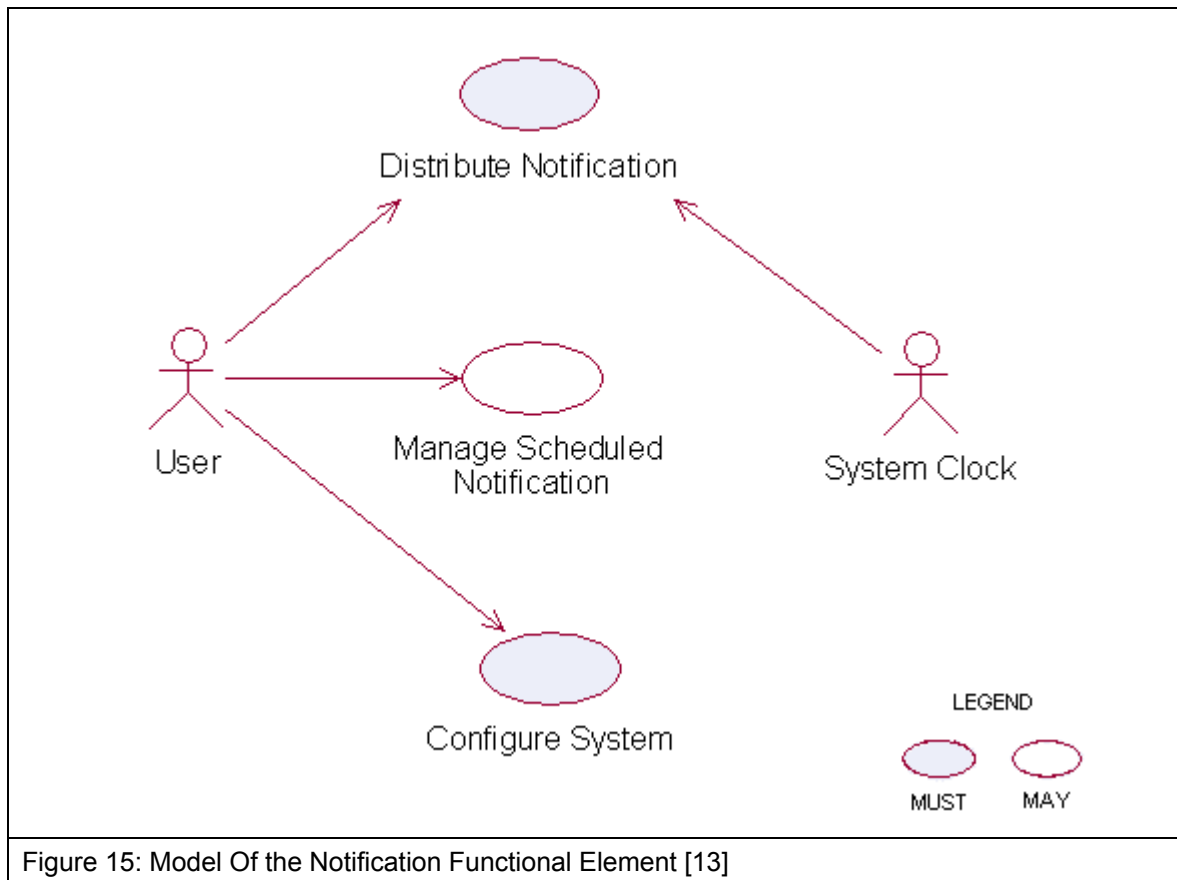 Distribute Notification
User
Manage Scheduled
Notification
System Clock
Configure System
LEGEND
MUST
MAY
Figure 15: Model Of the Notification Functional Element [13]